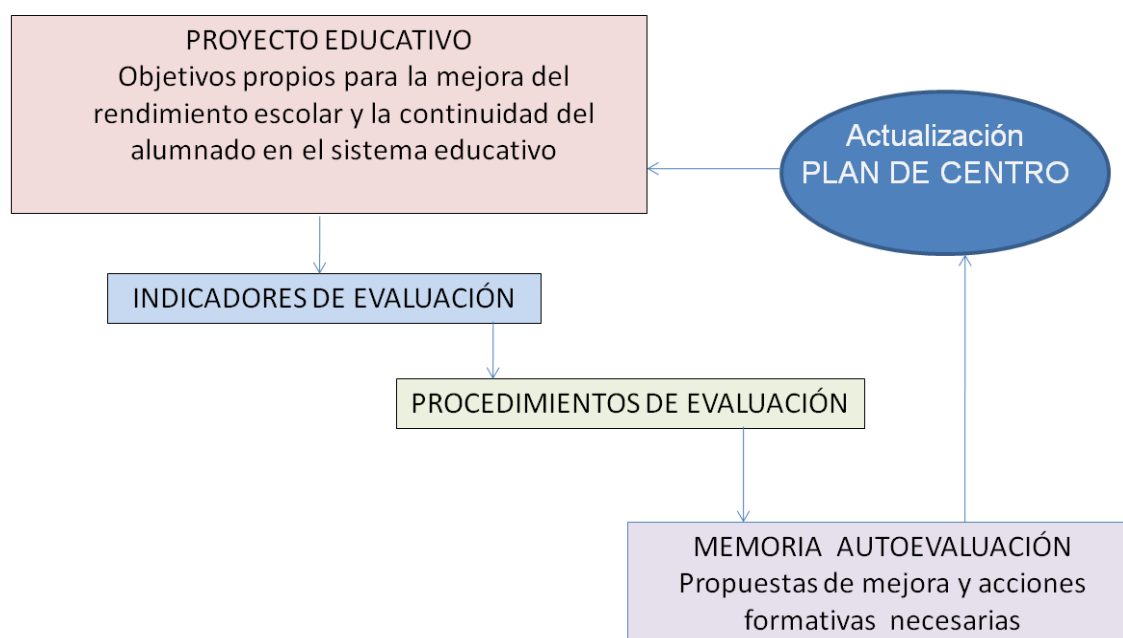 PROYECTO EDUCATIVO
Objetivos propios para la mejora del
rendimiento escolar y la continuidad del
alumnado en el sistema educativo
Actualización
PLAN DE CENTRO
INDICADORES DE EVALUACIÓN
PROCEDIMIENTOS DE EVALUACIÓN
MEMORIA AUTOEVALUACIÓN
Propuestas de mejora y acciones
formativas necesarias